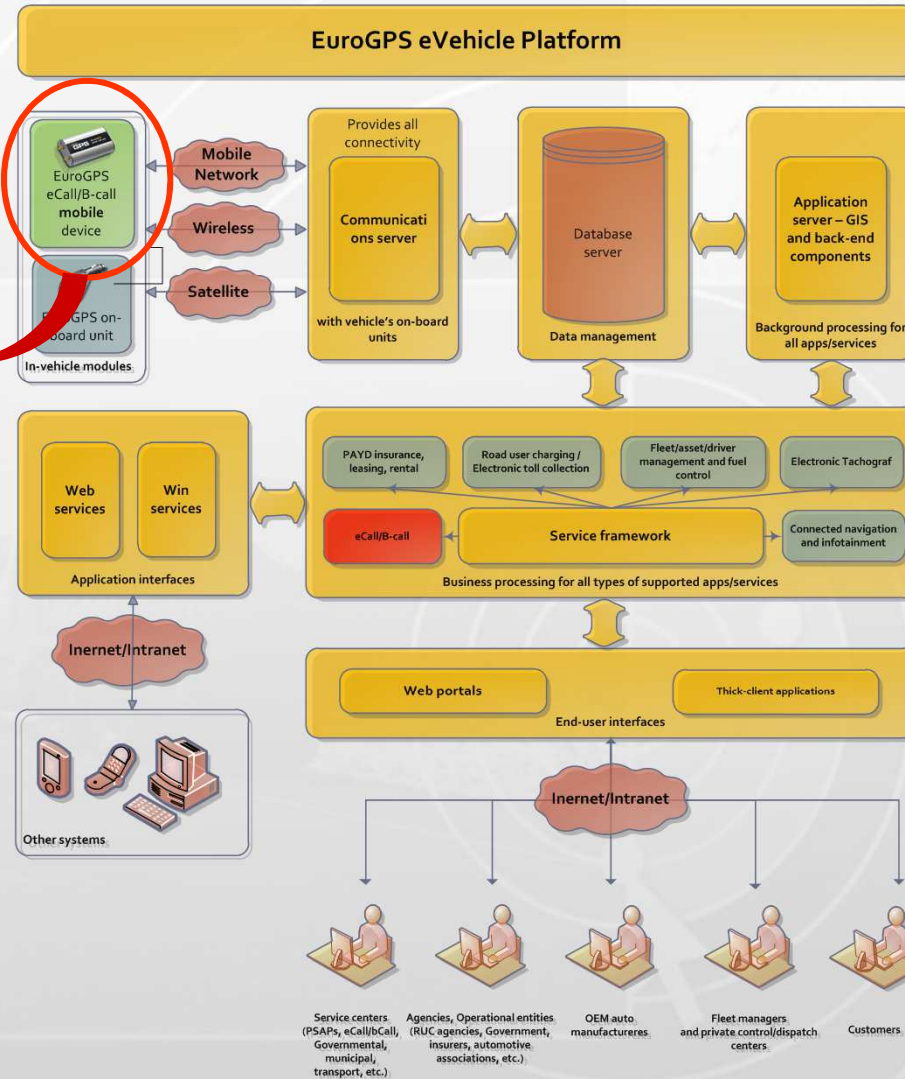 EuroGPS eVehicle Platform
GPS
EuroGPS
eCall/B-call
mobile
device
GPS on-
board unit
In-vehicle modules
Mobile
Network
Wireless
Satellite
Provides all
connectivity
Communicati
ons server
with vehicle's on-board
units
Database
server
Data management
Application
server – GIS
and back-end
components
Background processing for
all apps/services
Web
services
Win
services
Application interfaces
PAYD insurance,
leasing, rental
Road user charging /
Electronic toll collection
Fleet/asset/driver
management and fuel
control
Electronic Tachograf
eCall/B-call
Service framework
Connected navigation
and infotainment
Business processing for all types of supported apps/services
Inernet/Intranet
Other systems
Web portals
Thick-client applications
End-user interfaces
Inernet/Intranet
Service centers
(PSAPs, eCall/bCall,
Governmental,
municipal,
transport, etc.)
Agencies, Operational entities
(RUC agencies, Government,
insurers, automotive
associations, etc.)
OEM auto
manufactureres
Fleet managers
and private control/dispatch
centers
Customers